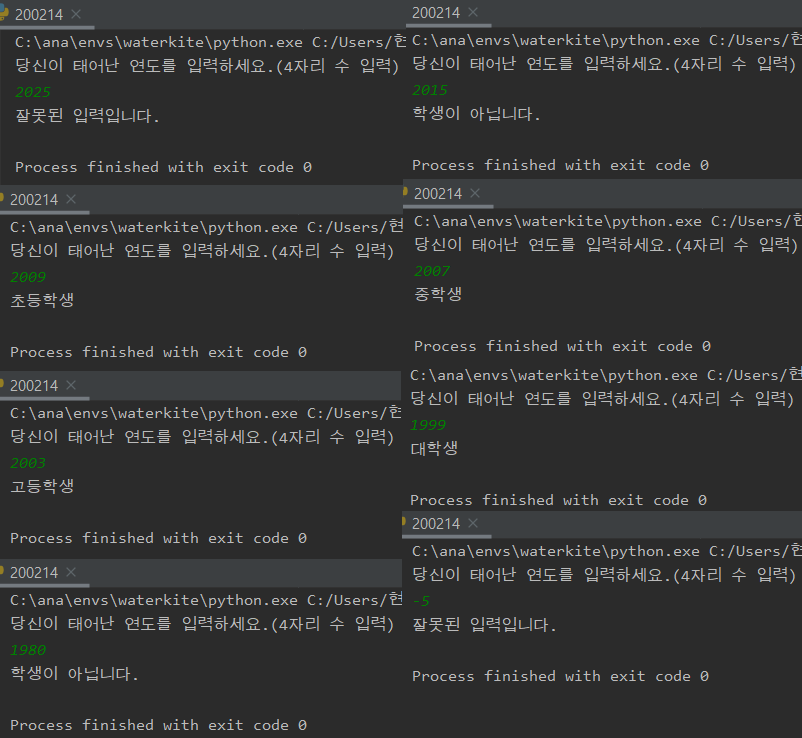 200214
C:\ana\envs\waterkite\python.exe C:/Users/현
당신이 태어난 연도를 입력하세요.(4자리 수 입력)
2025
잘못된 입력입니다.
Process finished with exit code 0
200214
C:\ana\envs\waterkite\python.exe C:/Users/현
당신이 태어난 연도를 입력하세요.(4자리 수 입력)
2015
학생이 아닙니다.
Process finished with exit code 0
200214
C:\ana\envs\waterkite\python.exe C:/Users/현
당신이 태어난 연도를 입력하세요.(4자리 수 입력)
2009
초등학생
Process finished with exit code 0
200214
C:\ana\envs\waterkite\python.exe C:/Users/현
당신이 태어난 연도를 입력하세요.(4자리 수 입력)
2007
중학생
Process finished with exit code 0
200214
C:\ana\envs\waterkite\python.exe C:/Users/현
당신이 태어난 연도를 입력하세요.(4자리 수 입력)
2003
고등학생
Process finished with exit code 0
C:\ana\envs\waterkite\python.exe C:/Users/현
당신이 태어난 연도를 입력하세요.(4자리 수 입력)
1999
대학생
Process finished with exit code 0
200214
C:\ana\envs\waterkite\python.exe C:/Users/현
당신이 태어난 연도를 입력하세요.(4자리 수 입력)
1980
학생이 아닙니다.
Process finished with exit code 0
200214
C:\ana\envs\waterkite\python.exe C:/Users/현
당신이 태어난 연도를 입력하세요.(4자리 수 입력)
-5
잘못된 입력입니다.
Process finished with exit code 0